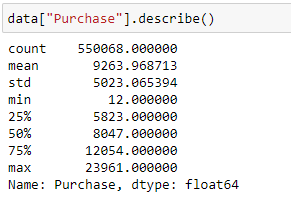 data["Purchase"].describe()
count    550068.000000
mean       9263.968713
std        5023.065394
min          12.000000
25%        5823.000000
50%        8047.000000
75%       12054.000000
max       23961.000000
Name: Purchase, dtype: float64